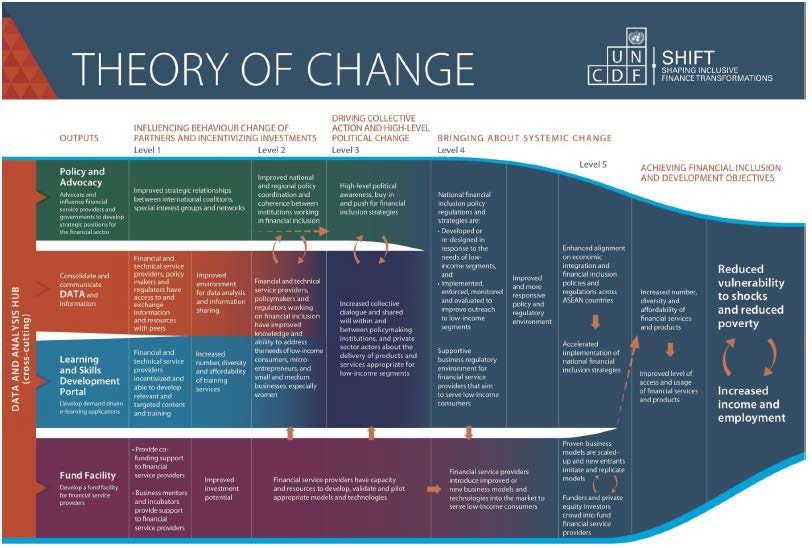 THEORY OF CHANGE
UN
CDF
SHIFT
SHAPING INCLUSIVE
FINANCE TRANSFORMATIONS
OUTPUTS
INFLUENCING BEHAVIOUR CHANGE OF
PARTNERS AND INCENTIVIZING INVESTMENTS
Level 1
Level 2
DRIVING COLLECTIVE
ACTION AND HIGH-LEVEL
POLITICAL CHANGE
Level 3
BRINGING ABOUT SYSTEMIC CHANGE
Level 4
Level 5
ACHIEVING FINANCIAL INCLUSION
AND DEVELOPMENT OBJECTIVES
DATA AND ANALYSIS HUB
(cross-cutting)
Policy and
Advocacy
Advocate and
influence financial
service providers and
governments to develop
strategic positions for
the financial sector
Improved strategic relationships
between international coalitions,
special interest groups and networks
Improved national
and regional policy
coordination and
coherence between
institutions working
in financial inclusion
High-level political
awareness, buy-in
and push for financial
inclusion strategies
Consolidate and
communicate
DATA and
information
Financial and
technical service
providers, policy
makers and
regulators have
access to and
exchange
information
and resources
with peers
Improved
environment
for data analysis
and information
sharing.
Financial and technical
service providers,
policymakers and
regulators working
on financial inclusion
have improved
knowledge and
ability to address
the needs of low-income
consumers, micro-
entrepreneurs, and
small and medium
businesses, especially
women
Increased collective
dialogue and shared
will within and
between policymaking
institutions, and private
sector actors about the
delivery of products and
services appropriate for
low-income segments
Learning
and Skills
Development
Portal
Develop demand driven
e-learning applications
Financial and
technical service
providers
incentivized and
able to develop
relevant and
targeted content
and training
Increased
number, diversity
and affordability
of training
services
Fund Facility
Develop a fund facility
for financial service
providers
• Provide co-
funding support
to financial
service providers
• Business mentors
and incubators
provide support
to financial
service providers
Improved
investment
potential
Financial service providers have capacity
and resources to develop, validate and pilot
appropriate models and technologies
National financial
inclusion policy
regulations and
strategies are:
• Developed or
re-designed in
response to the
needs of low-
income segments,
and
• Implemented,
enforced, monitored
and evaluated to
improve outreach
to low-income
segments
Supportive
business regulatory
environment for
financial service
providers that aim
to serve low-income
consumers
Improved
and more
responsive
policy and
regulatory
environment
Financial service providers
introduce improved or
new business models and
technologies into the market to
serve low-income consumers
Enhanced alignment
on economic
integration and
financial inclusion
policies and
regulations across
ASEAN countries
Accelerated
implementation of
national financial
inclusion strategies
Proven business
models are scaled-
up and new entrants
imitate and replicate
models
Funders and private
equity investors
crowd into fund
financial service
providers
Increased number,
diversity and
affordability of
financial services
and products
Improved level of
access and usage
of financial services
and products
Reduced
vulnerability
to shocks
and reduced
poverty
Increased
income and
employment